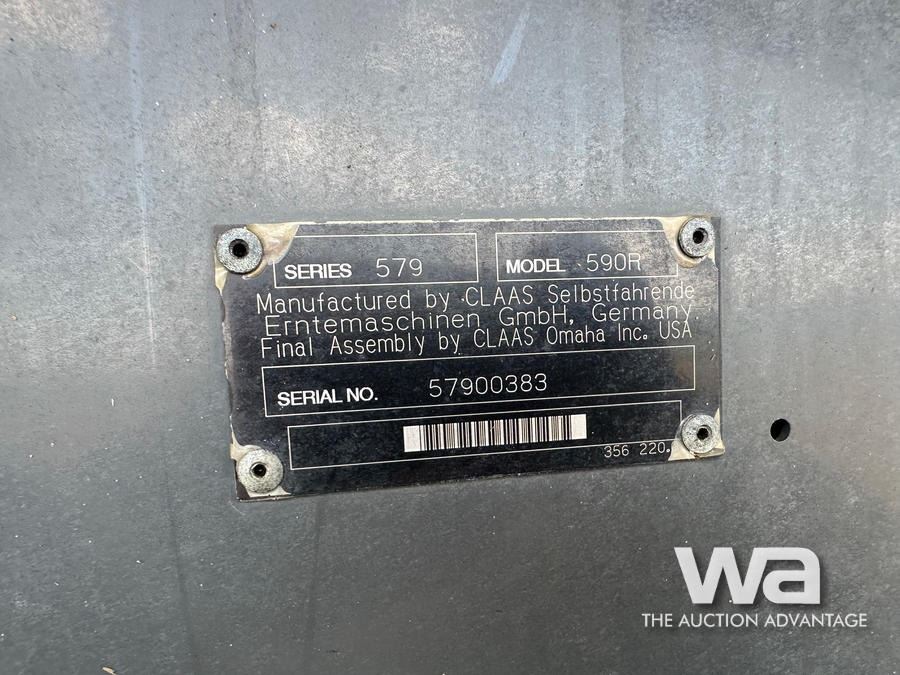 SERIES 579 MODEL 590R
Manufactured by CLAAS Selbstfahrende
Erntemaschinen GmbH, Germany.
Final Assembly by CLAAS Omaha Inc. USA
SERIAL NO. 57900383
356 220.
wa
THE AUCTION ADVANTAGE